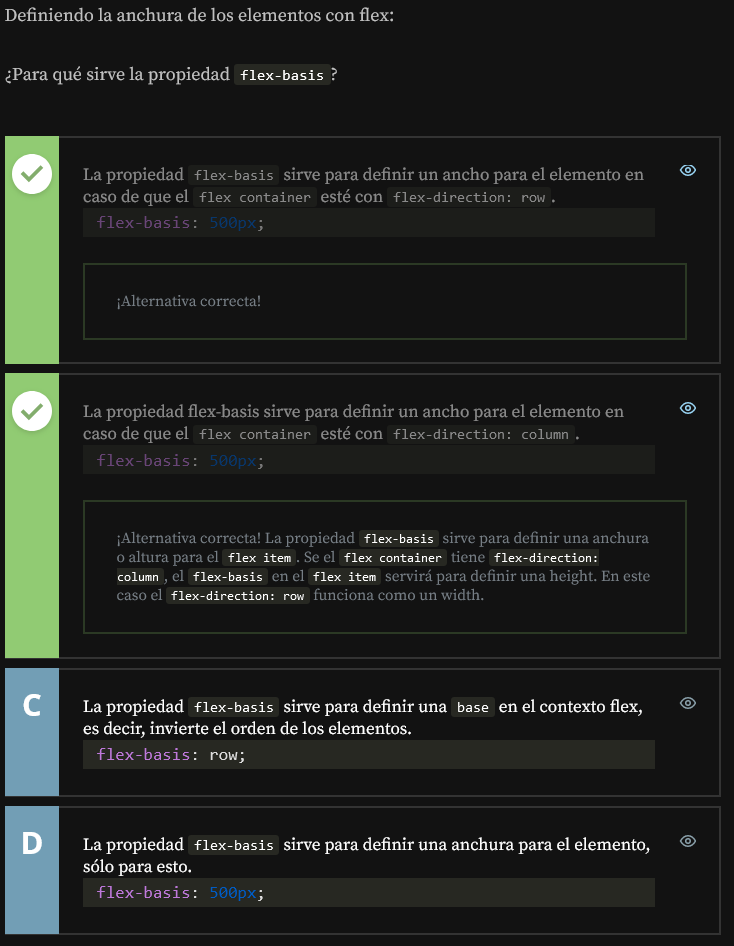 Definiendo la anchura de los elementos con flex:
¿Para qué sirve la propiedad flex-basis?
La propiedad flex-basis sirve para definir un ancho para el elemento en
caso de que el flex container esté con flex-direction: row.
flex-basis: 500px;
¡Alternativa correcta!
La propiedad flex-basis sirve para definir un ancho para el elemento en
caso de que el flex container esté con flex-direction: column.
flex-basis: 500px;
¡Alternativa correcta! La propiedad flex-basis sirve para definir una anchura
o altura para el flex item. Se el flex container tiene flex-direction:
column, el flex-basis en el flex item servirá para definir una height. En este
caso el flex-direction: row funciona como un width.
C
La propiedad flex-basis sirve para definir una base en el contexto flex,
es decir, invierte el orden de los elementos.
flex-basis: row;
D
La propiedad flex-basis sirve para definir una anchura para el elemento,
sólo para esto.
flex-basis: 500px;